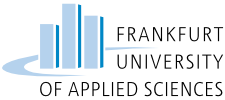 FRANKFURT
UNIVERSITY
OF APPLIED SCIENCES